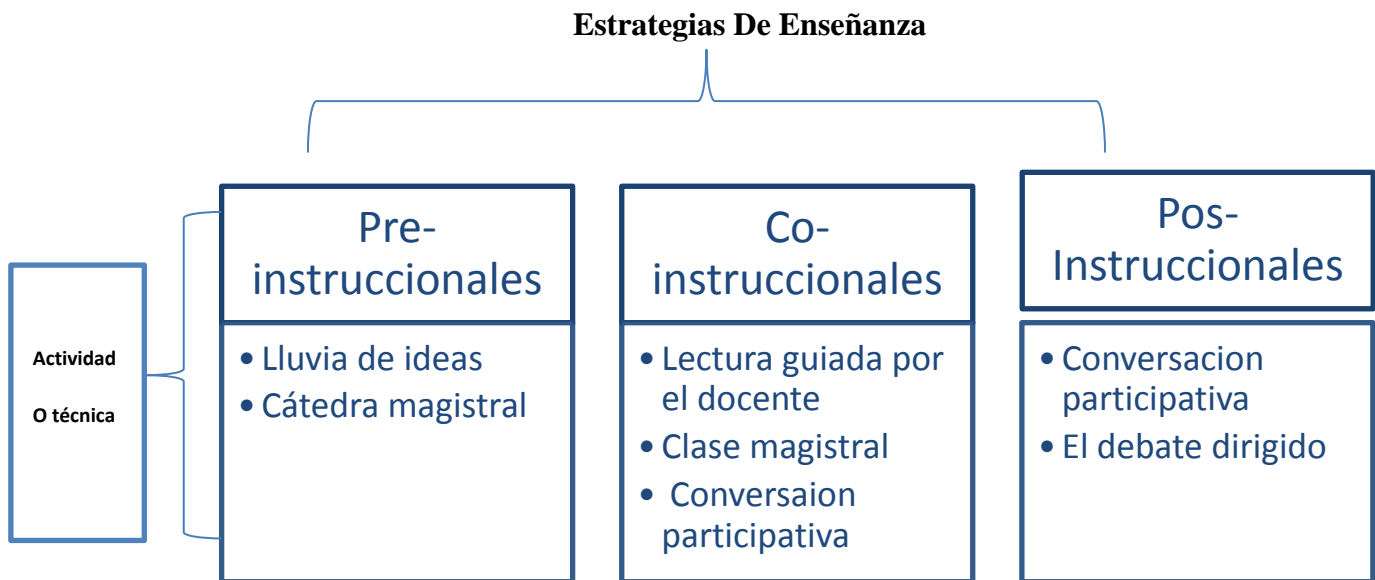 Estrategias De Enseñanza
Actividad
O técnica
Pre-
instruccionales
• Lluvia de ideas
• Cátedra magistral
Co-
instruccionales
• Lectura guiada por
el docente
• Clase magistral
• Conversaion
participativa
Pos-
Instruccionales
• Conversacion
participativa
• El debate dirigido